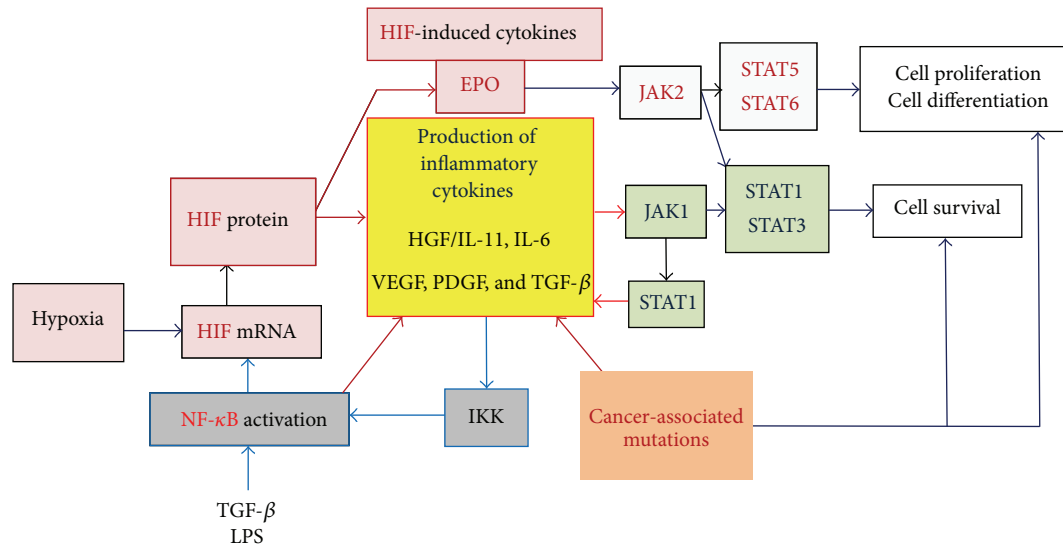 HIF-induced cytokines
EPO
JAK2
STAT5
STAT6
Cell proliferation
Cell differentiation
Production of
inflammatory
cytokines
HGF/IL-11, IL-6
VEGF, PDGF, and TGF-β
HIF protein
JAK1
STAT1
STAT3
Cell survival
STAT1
Hypoxia
HIF mRNA
NF-κB activation
IKK
Cancer-associated
mutations
TGF-β
LPS